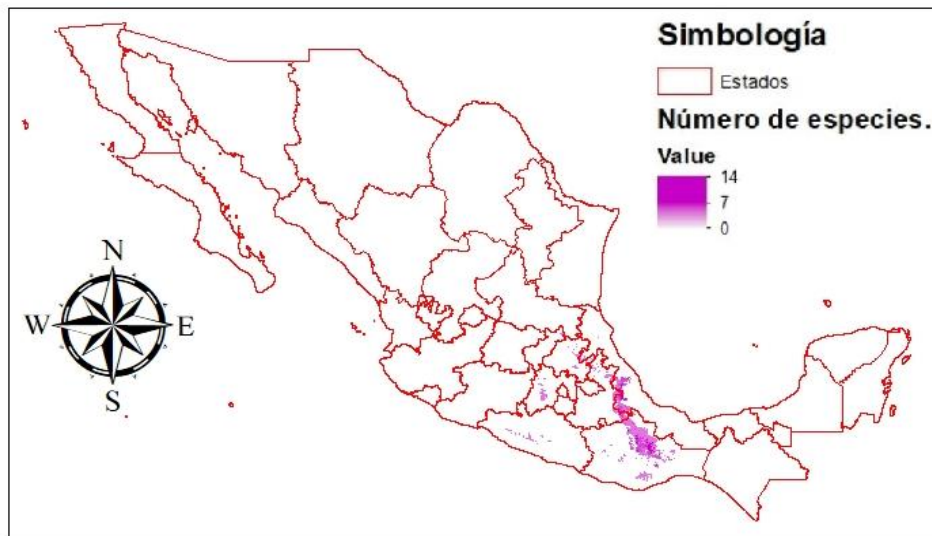 Simbología
Estados
Número de especies.
Value
14
7
0
N
W
E
S